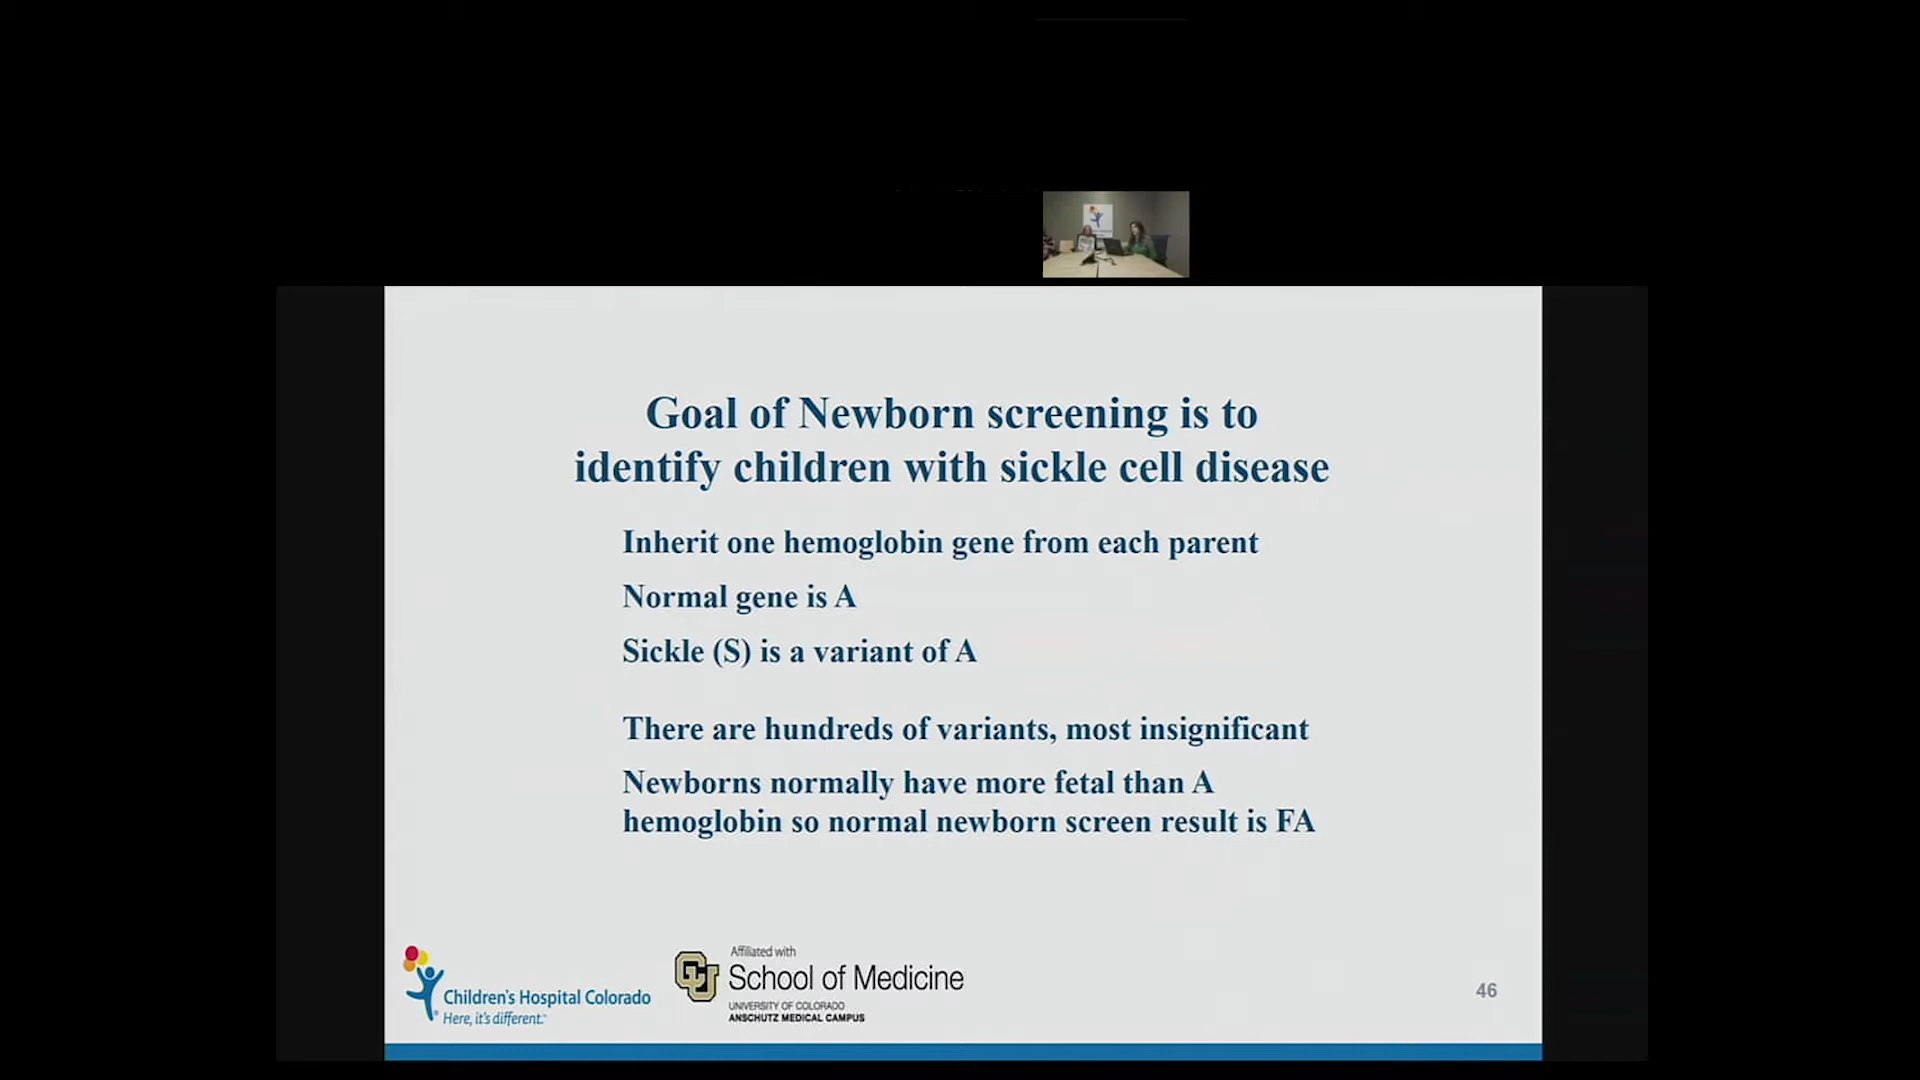 Goal of Newborn screening is to
identify children with sickle cell disease
Inherit one hemoglobin gene from each parent
Normal gene is A
Sickle (S) is a variant of A
There are hundreds of variants, most insignificant
Newborns normally have more fetal than A
hemoglobin so normal newborn screen result is FA
Children's Hospital Colorado
Here, it's different.™
Affiliated with
CU School of Medicine
UNIVERSITY OF COLORADO
ANSCHUTZ MEDICAL CAMPUS
46